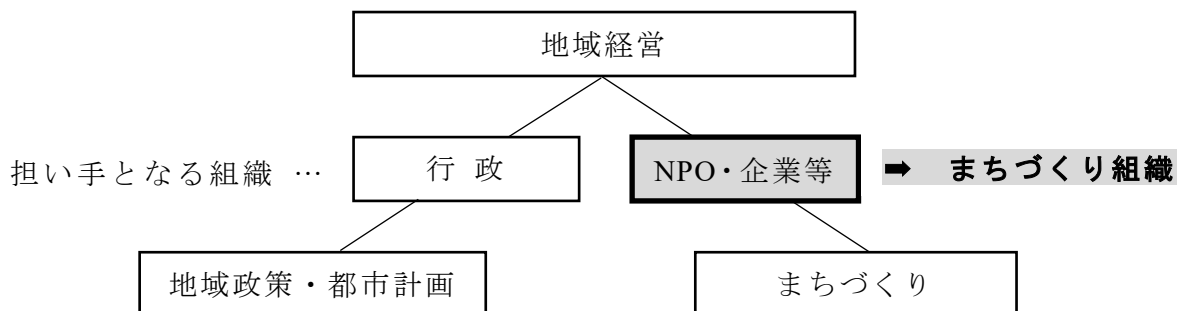 地域経営
担い手となる組織 … 行政 NPO・企業等 ➡ まちづくり組織
地域政策・都市計画 まちづくり